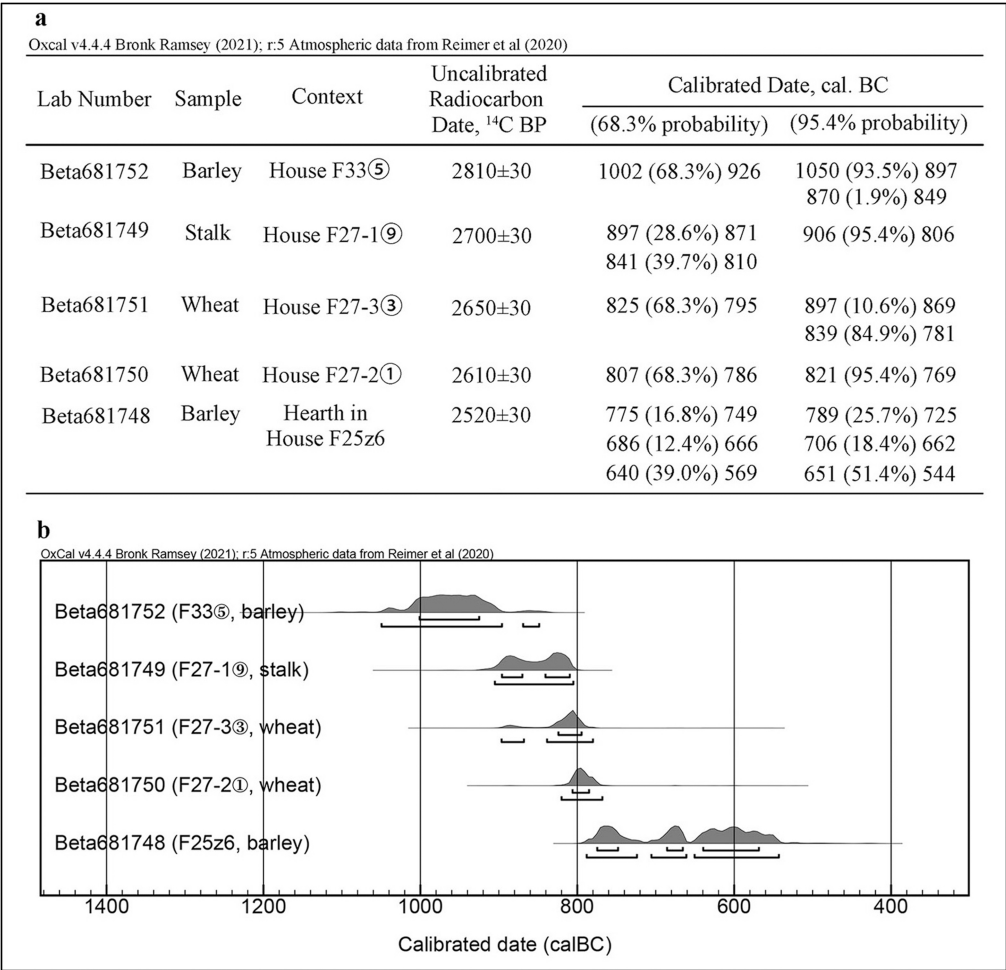 a
Oxcal v4.4.4 Bronk Ramsey (2021); r:5 Atmospheric data from Reimer et al (2020)
Lab Number Sample Context Uncalibrated Radiocarbon Date, ¹⁴C BP Calibrated Date, cal. BC
(68.3% probability) (95.4% probability)
Beta681752 Barley House F33⑤ 2810±30 1002 (68.3%) 926 1050 (93.5%) 897
870 (1.9%) 849
Beta681749 Stalk House F27-1⑨ 2700±30 897 (28.6%) 871 906 (95.4%) 806
841 (39.7%) 810
Beta681751 Wheat House F27-3③ 2650±30 825 (68.3%) 795 897 (10.6%) 869
839 (84.9%) 781
Beta681750 Wheat House F27-2① 2610±30 807 (68.3%) 786 821 (95.4%) 769
Beta681748 Barley Hearth in 2520±30 775 (16.8%) 749 789 (25.7%) 725
House F25z6 686 (12.4%) 666 706 (18.4%) 662
640 (39.0%) 569 651 (51.4%) 544
b
OxCal v4.4.4 Bronk Ramsey (2021); r:5 Atmospheric data from Reimer et al (2020)
Beta681752 (F33⑤, barley)
Beta681749 (F27-1⑨, stalk)
Beta681751 (F27-3③, wheat)
Beta681750 (F27-2①, wheat)
Beta681748 (F25z6, barley)
1400 1200 1000 800 600 400
Calibrated date (calBC)